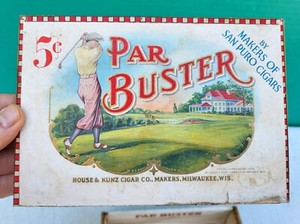 5¢
PAR
BUSTER
BY
MAKERS OF
SAN PURO CIGARS
HOUSE & KUNZ CIGAR CO., MAKERS, MILWAUKEE, WIS.
PAR BUSTER